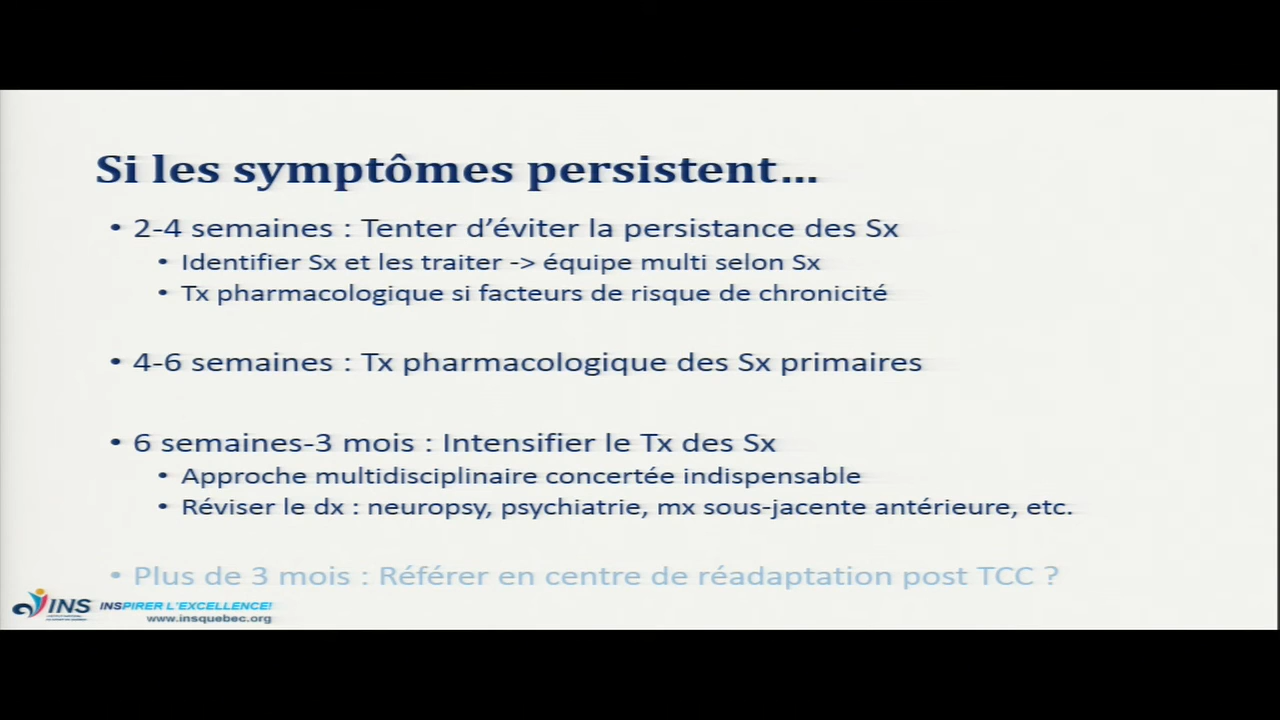 Si les symptômes persistent...
• 2-4 semaines : Tenter d'éviter la persistance des Sx
• Identifier Sx et les traiter -> équipe multi selon Sx
• Tx pharmacologique si facteurs de risque de chronicité
• 4-6 semaines : Tx pharmacologique des Sx primaires
• 6 semaines-3 mois : Intensifier le Tx des Sx
• Approche multidisciplinaire concertée indispensable
• Réviser le dx : neuropsy, psychiatrie, mx sous-jacente antérieure, etc.
• Plus de 3 mois : Référer en centre de réadaptation post TCC ?
INS INSPIRER L'EXCELLENCE!
www.insquebec.org